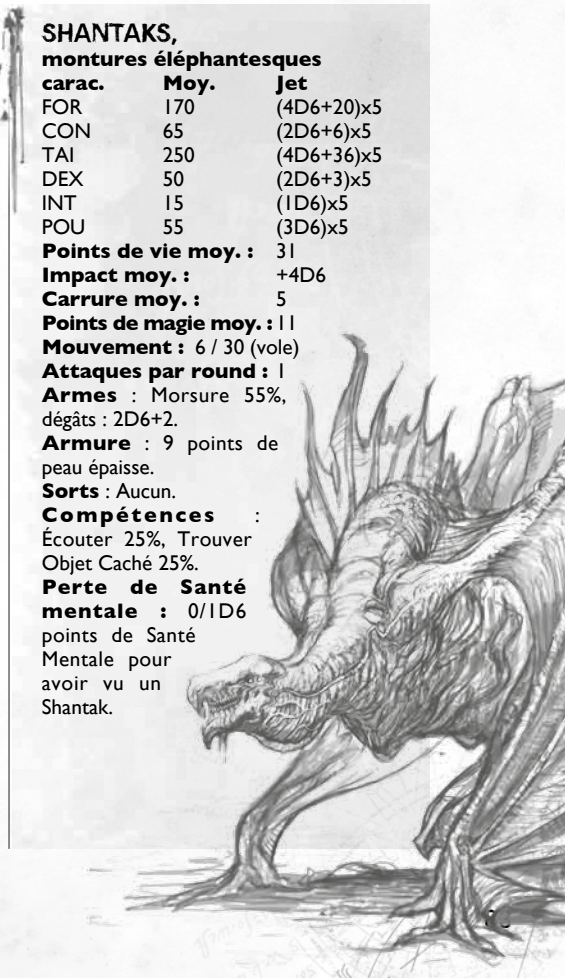 SHANTAKS,
montures éléphantesques
carac. Moy. Jet
FOR 170 (4D6+20)x5
CON 65 (2D6+6)x5
TAI 250 (4D6+36)x5
DEX 50 (2D6+3)x5
INT 15 (1D6)x5
POU 55 (3D6)x5
Points de vie moy. : 31
Impact moy. : +4D6
Carrure moy. : 5
Points de magie moy. : 11
Mouvement : 6 / 30 (vole)
Attaques par round : 1
Armes : Morsure 55%,
dégâts : 2D6+2.
Armure : 9 points de
peau épaisse.
Sorts : Aucun.
Compétences :
Écouter 25%, Trouver
Objet Caché 25%.
Perte de Santé
mentale : 0/1D6
points de Santé
Mentale pour
avoir vu un
Shantak.